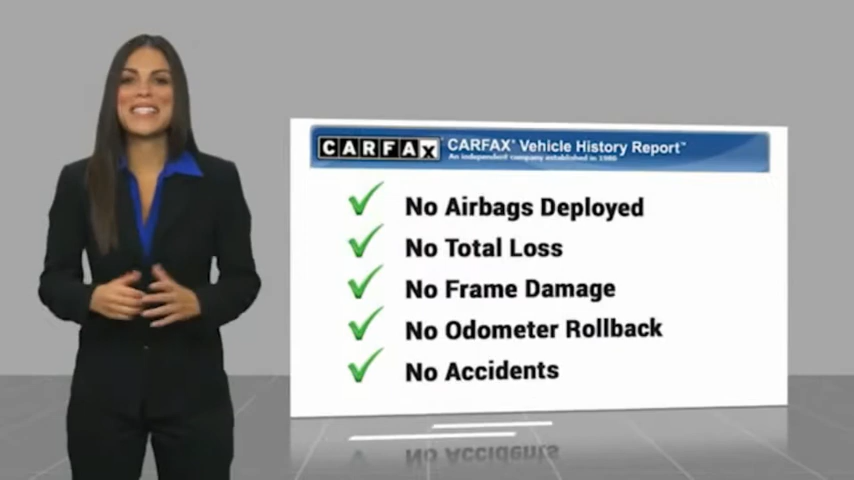 CARFAX CARFAX® Vehicle History Report™
An independent company established in 1986
No Airbags Deployed
No Total Loss
No Frame Damage
No Odometer Rollback
No Accidents
No Accidents